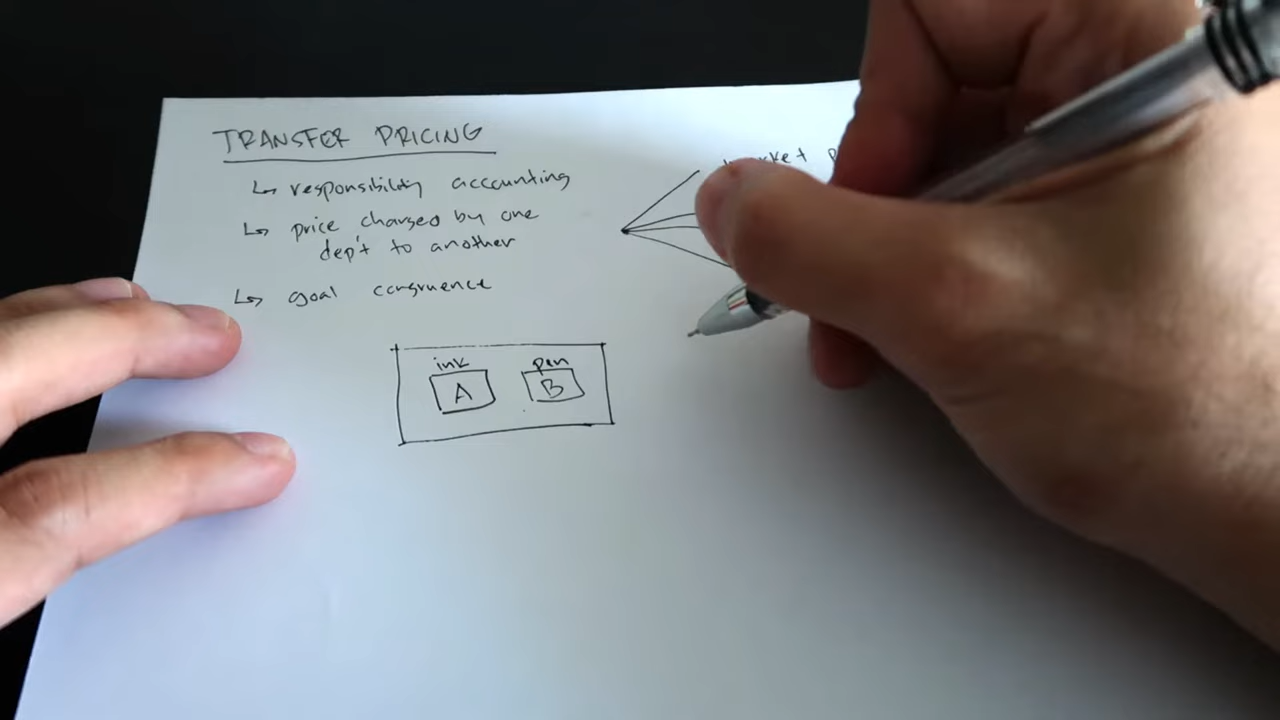 TRANSFER PRICING
↳ responsibility accounting
↳ price charged by one
dep't to another
↳ goal congruence
ink
pen
A
B